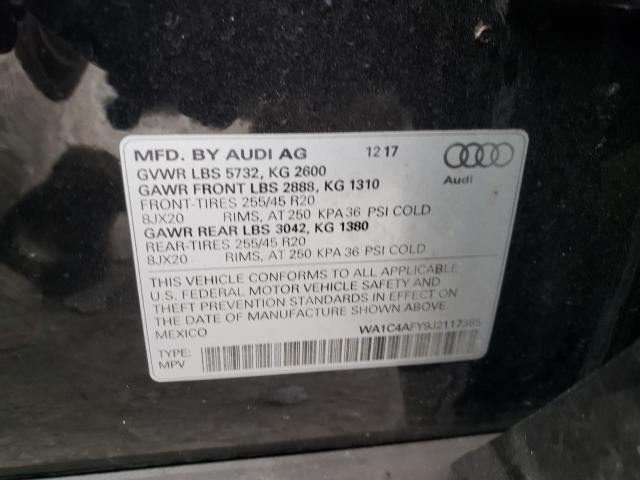 MFD. BY AUDI AG 12 17
GVWR LBS 5732, KG 2600
GAWR FRONT LBS 2888, KG 1310
FRONT-TIRES 255/45 R20
8JX20 RIMS, AT 250 KPA 36 PSI COLD
GAWR REAR LBS 3042, KG 1380
REAR-TIRES 255/45 R20
8JX20 RIMS, AT 250 KPA 36 PSI COLD
Audi
THIS VEHICLE CONFORMS TO ALL APPLICABLE
U.S. FEDERAL MOTOR VEHICLE SAFETY AND
THEFT PREVENTION STANDARDS IN EFFECT
ON THE DATE OF MANUFACTURE SHOWN ABOVE.
MEXICO
WA1C4AFY9J2117385
TYPE:
MPV